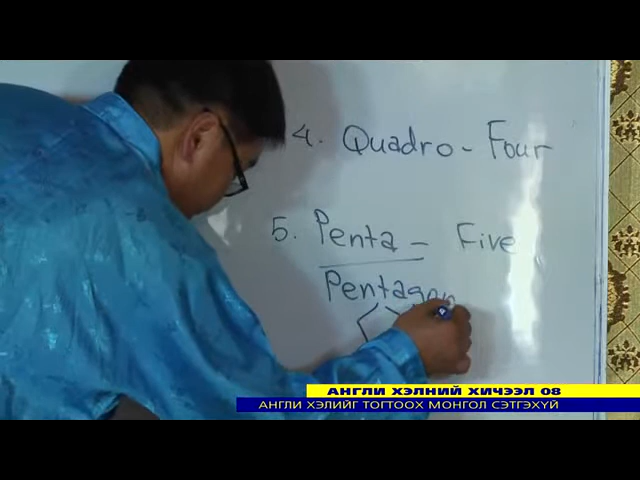 4. Quadro - Four
5. Penta - Five
Pentagon
АНГЛИ ХЭЛНИЙ ХИЧЭЭЛ 08
АНГЛИ ХЭЛИЙГ ТОГТООХ МОНГОЛ СЭТГЭХҮЙ